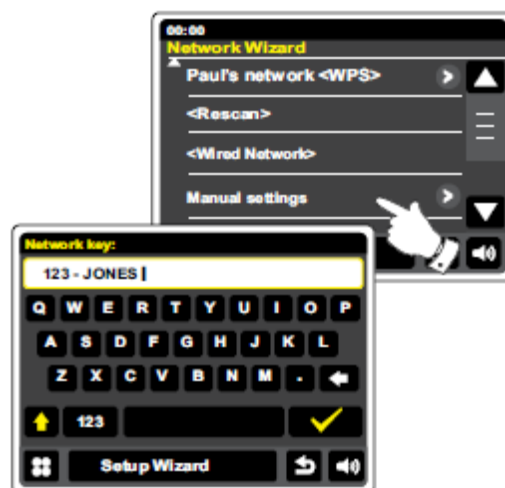 00:00
Network Wizard
Paul's network <WPS>
<Rescan>
<Wired Network>
Manual settings
Network key:
123 - JONES
Q W E R T Y U I O P
A S D F G H J K L
Z X C V B N M .
123
Setup Wizard